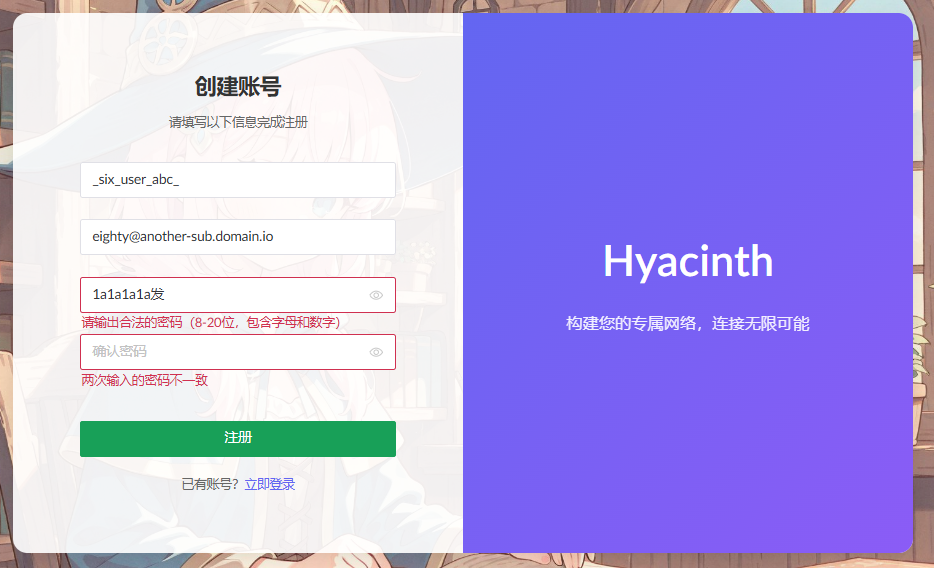 创建账号
请填写以下信息完成注册
_six_user_abc_
eighty@another-sub.domain.io
1a1a1a1a发
请输出合法的密码（8-20位，包含字母和数字）
确认密码
两次输入的密码不一致
注册
已有账号？立即登录
Hyacinth
构建您的专属网络，连接无限可能